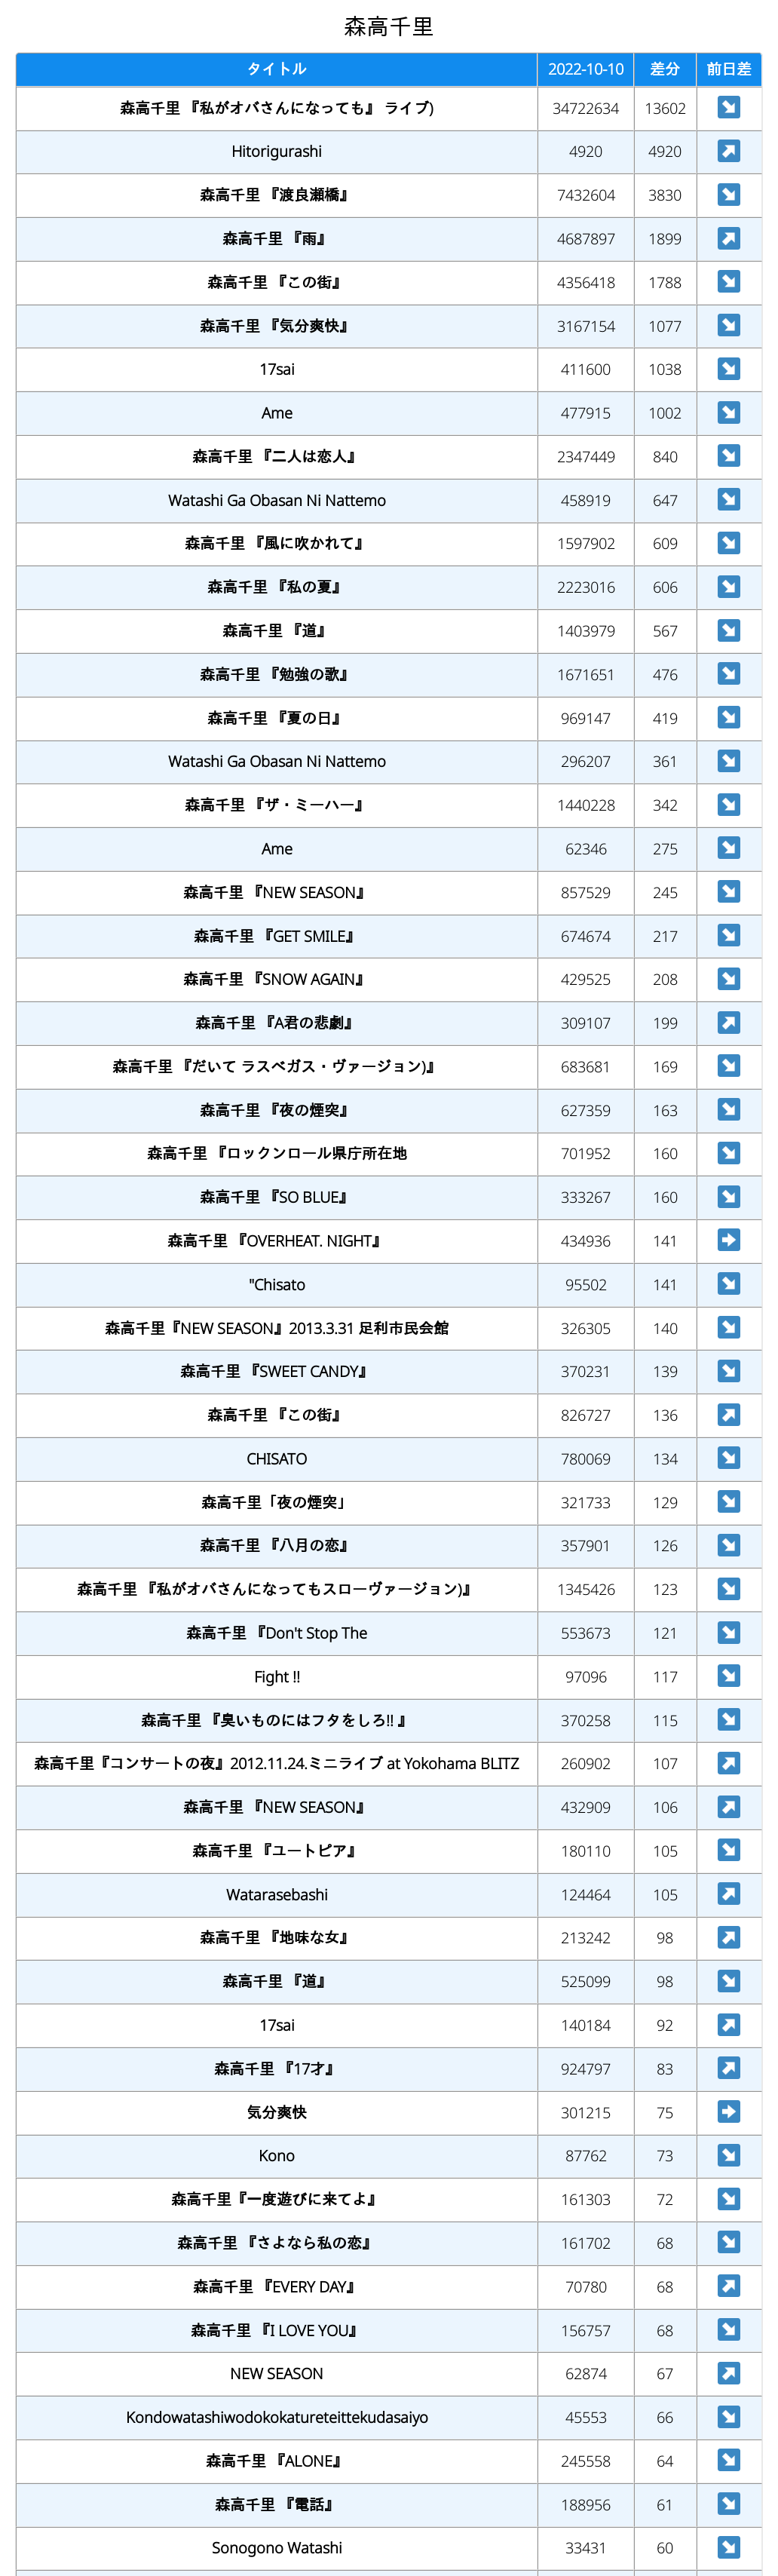 森高千里
タイトル 2022-10-10 差分 前日差
森高千里 『私がオバさんになっても』 ライブ) 34722634 13602 ↘
Hitorigurashi 4920 4920 ↗
森高千里 『渡良瀬橋』 7432604 3830 ↘
森高千里 『雨』 4687897 1899 ↗
森高千里 『この街』 4356418 1788 ↘
森高千里 『気分爽快』 3167154 1077 ↘
17sai 411600 1038 ↘
Ame 477915 1002 ↘
森高千里 『二人は恋人』 2347449 840 ↘
Watashi Ga Obasan Ni Nattemo 458919 647 ↘
森高千里 『風に吹かれて』 1597902 609 ↘
森高千里 『私の夏』 2223016 606 ↘
森高千里 『道』 1403979 567 ↘
森高千里 『勉強の歌』 1671651 476 ↘
森高千里 『夏の日』 969147 419 ↘
Watashi Ga Obasan Ni Nattemo 296207 361 ↘
森高千里 『ザ・ミーハー』 1440228 342 ↘
Ame 62346 275 ↘
森高千里 『NEW SEASON』 857529 245 ↘
森高千里 『GET SMILE』 674674 217 ↘
森高千里 『SNOW AGAIN』 429525 208 ↘
森高千里 『A君の悲劇』 309107 199 ↗
森高千里 『だいて ラスベガス・ヴァージョン)』 683681 169 ↘
森高千里 『夜の煙突』 627359 163 ↘
森高千里 『ロックンロール県庁所在地 701952 160 ↘
森高千里 『SO BLUE』 333267 160 ↘
森高千里 『OVERHEAT. NIGHT』 434936 141 ➡
"Chisato 95502 141 ↘
森高千里『NEW SEASON』2013.3.31 足利市民会館 326305 140 ↘
森高千里 『SWEET CANDY』 370231 139 ↘
森高千里 『この街』 826727 136 ↗
CHISATO 780069 134 ↘
森高千里「夜の煙突」 321733 129 ↘
森高千里 『八月の恋』 357901 126 ↘
森高千里 『私がオバさんになってもスローヴァージョン)』 1345426 123 ↘
森高千里 『Don't Stop The 553673 121 ↘
Fight !! 97096 117 ↘
森高千里 『臭いものにはフタをしろ!! 』 370258 115 ↘
森高千里『コンサートの夜』2012.11.24.ミニライブ at Yokohama BLITZ 260902 107 ↗
森高千里 『NEW SEASON』 432909 106 ↗
森高千里 『ユートピア』 180110 105 ↘
Watarasebashi 124464 105 ↗
森高千里 『地味な女』 213242 98 ↗
森高千里 『道』 525099 98 ↘
17sai 140184 92 ↗
森高千里 『17才』 924797 83 ↗
気分爽快 301215 75 ➡
Kono 87762 73 ↘
森高千里『一度遊びに来てよ』 161303 72 ↘
森高千里 『さよなら私の恋』 161702 68 ↘
森高千里 『EVERY DAY』 70780 68 ↗
森高千里 『I LOVE YOU』 156757 68 ↘
NEW SEASON 62874 67 ↗
Kondowatashiwodokokatureteittekudasaiyo 45553 66 ↘
森高千里 『ALONE』 245558 64 ↘
森高千里 『電話』 188956 61 ↘
Sonogono Watashi 33431 60 ↘